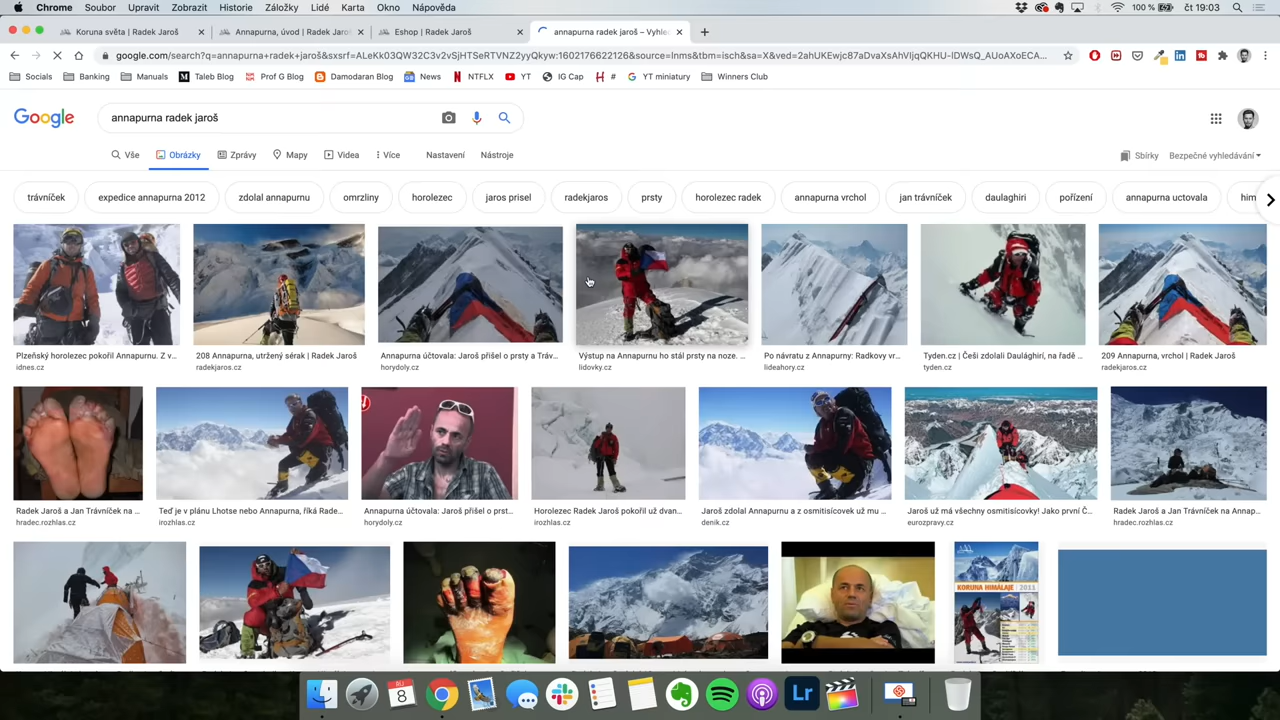 Chrome Soubor Upravit Zobrazit Historie Záložky Lidé Karta Okno Nápověda
100 % čt 19:03
Koruna světa | Radek Jaroš
Annapurna, úvod | Radek Jaroš
Eshop | Radek Jaroš
annapurna radek jaroš – Vyhle
google.com/search?q=annapurna+radek+jaroš&sxsrf=ALeKk03QW32C3v2vSjHTSeRTVNZ2yyQkyw:1602176622126&source=lnms&tbm=isch&sa=X&ved=2ahUKEwjc87aDvaXsAhVIjqQKHU-lDWsQ_AUoAXoECA...
Socials Banking Manuals Taleb Blog Prof G Blog Damodaran Blog News NTFLX YT IG Cap # YT miniatury Winners Club
Google
annapurna radek jaroš
Vše Obrázky Zprávy Mapy Videa Více Nastavení Nástroje
Sbírky Bezpečné vyhledávání
trávníček expedice annapurna 2012 zdolal annapurnu omrzliny horolezec jaros prisel radekjaros prsty horolezec radek annapurna vrchol jan trávníček daulaghiri pořízení annapurna uctovala him
Plzeňský horolezec pokořil Annapurnu. Z v...
idnes.cz
208 Annapurna, utržený sérak | Radek Jaroš
radekjaros.cz
Annapurna účtovala: Jaroš přišel o prsty a Tráv...
horydoly.cz
Výstup na Annapurnu ho stál prsty na noze. ...
lidovky.cz
Po návratu z Annapurny: Radkovy vr...
lideahory.cz
Tyden.cz | Češi zdolali Daulághirí, na řadě ...
tyden.cz
209 Annapurna, vrchol | Radek Jaroš
radekjaros.cz
Radek Jaroš a Jan Trávníček na ...
hradec.rozhlas.cz
Teď je v plánu Lhotse nebo Annapurna, říká Rade...
irozhlas.cz
Annapurna účtovala: Jaroš přišel o prst...
horydoly.cz
Horolezec Radek Jaroš pokořil už dvan...
irozhlas.cz
Jaroš zdolal Annapurnu a z osmitisícovek už mu ...
denik.cz
Jaroš už má všechny osmitisícovky! Jako první Č...
eurozpravy.cz
Radek Jaroš a Jan Trávníček na Annap...
hradec.rozhlas.cz
KORUNA HIMÁLAJE 2011
8
Lr